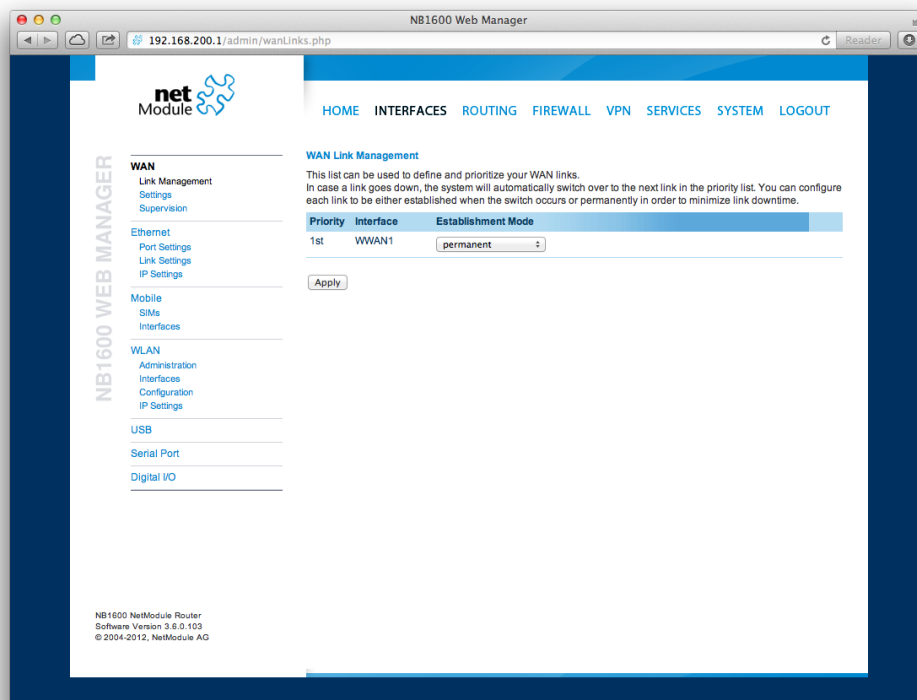 NB1600 Web Manager
192.168.200.1/admin/wanLinks.php
Reader
net
Module
HOME INTERFACES ROUTING FIREWALL VPN SERVICES SYSTEM LOGOUT
NB1600 WEB MANAGER
WAN
Link Management
Settings
Supervision
Ethernet
Port Settings
Link Settings
IP Settings
Mobile
SIMs
Interfaces
WLAN
Administration
Interfaces
Configuration
IP Settings
USB
Serial Port
Digital I/O
WAN Link Management
This list can be used to define and prioritize your WAN links.
In case a link goes down, the system will automatically switch over to the next link in the priority list. You can configure
each link to be either established when the switch occurs or permanently in order to minimize link downtime.
Priority Interface Establishment Mode
1st WWAN1 permanent
Apply
NB1600 NetModule Router
Software Version 3.6.0.103
© 2004-2012, NetModule AG